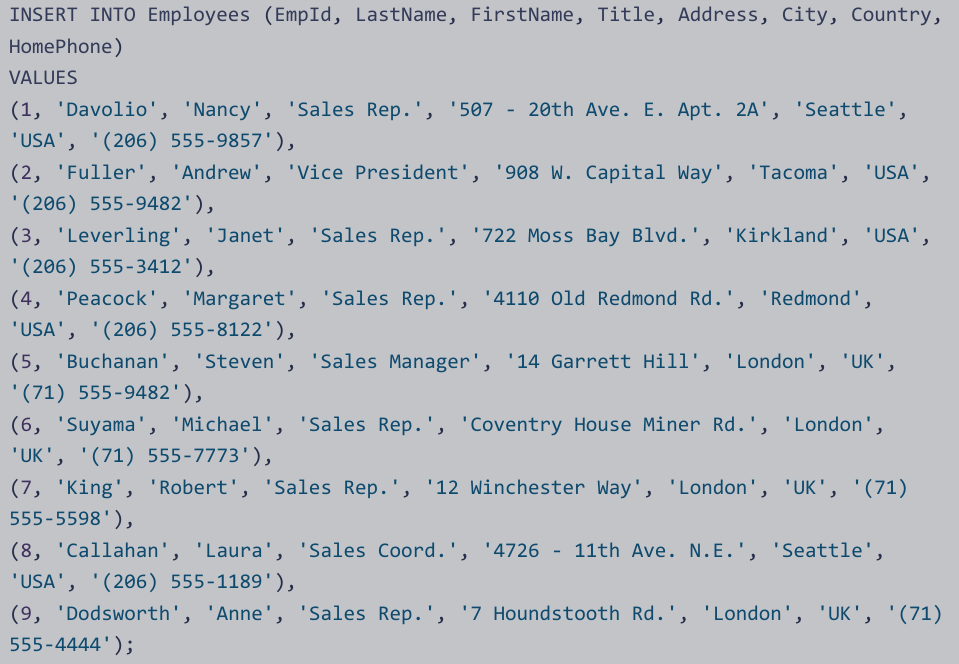 INSERT INTO Employees (EmpId, LastName, FirstName, Title, Address, City, Country,
HomePhone)
VALUES
(1, 'Davolio', 'Nancy', 'Sales Rep.', '507 - 20th Ave. E. Apt. 2A', 'Seattle',
'USA', '(206) 555-9857'),
(2, 'Fuller', 'Andrew', 'Vice President', '908 W. Capital Way', 'Tacoma', 'USA',
'(206) 555-9482'),
(3, 'Leverling', 'Janet', 'Sales Rep.', '722 Moss Bay Blvd.', 'Kirkland', 'USA',
'(206) 555-3412'),
(4, 'Peacock', 'Margaret', 'Sales Rep.', '4110 Old Redmond Rd.', 'Redmond',
'USA', '(206) 555-8122'),
(5, 'Buchanan', 'Steven', 'Sales Manager', '14 Garrett Hill', 'London', 'UK',
'(71) 555-9482'),
(6, 'Suyama', 'Michael', 'Sales Rep.', 'Coventry House Miner Rd.', 'London',
'UK', '(71) 555-7773'),
(7, 'King', 'Robert', 'Sales Rep.', '12 Winchester Way', 'London', 'UK', '(71)
555-5598'),
(8, 'Callahan', 'Laura', 'Sales Coord.', '4726 - 11th Ave. N.E.', 'Seattle',
'USA', '(206) 555-1189'),
(9, 'Dodsworth', 'Anne', 'Sales Rep.', '7 Houndstooth Rd.', 'London', 'UK', '(71)
555-4444');